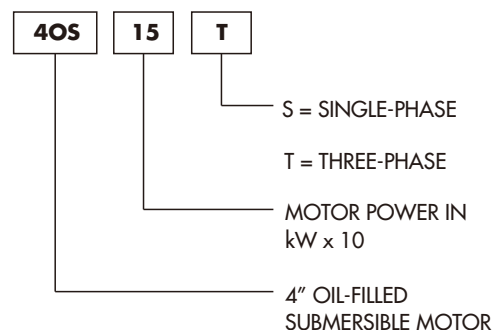 4OS 15 T
S = SINGLE-PHASE
T = THREE-PHASE
MOTOR POWER IN
kW x 10
4" OIL-FILLED
SUBMERSIBLE MOTOR